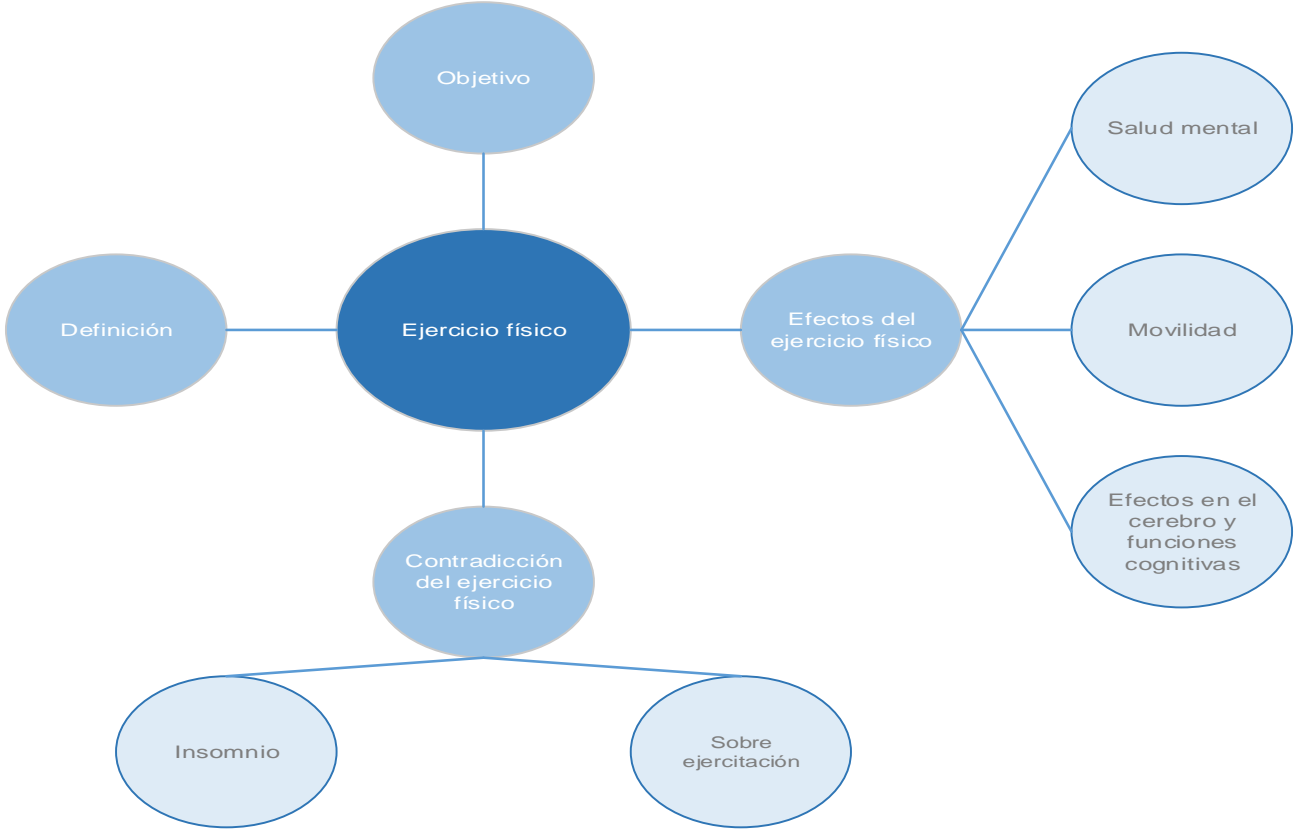 Objetivo
Salud mental
Definición
Ejercicio físico
Efectos del
ejercicio físico
Movilidad
Efectos en el
cerebro y
funciones
cognitivas
Contradicción
del ejercicio
físico
Insomnio
Sobre
ejercitación